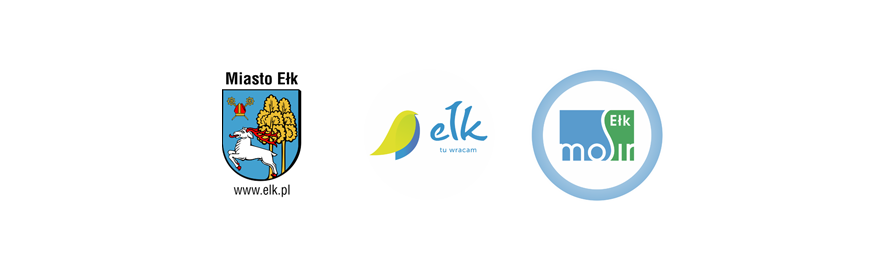 Miasto Ełk
www.elk.pl
ełk
tu wracam
Ełk
mosir